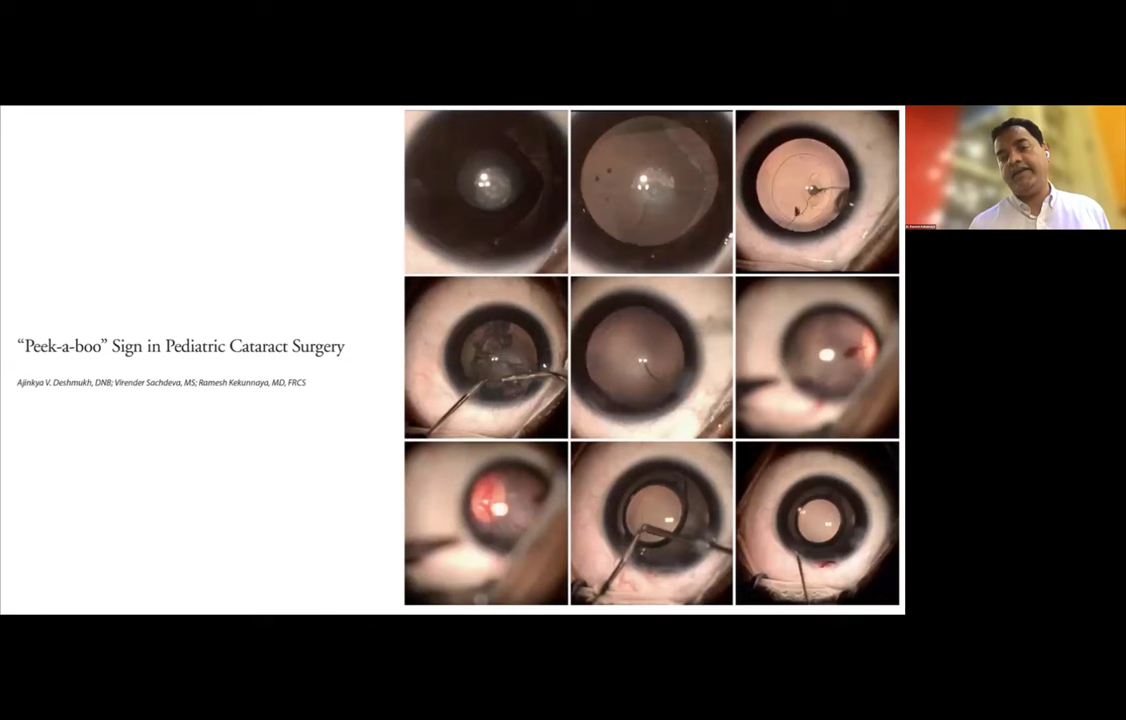 “Peek-a-boo” Sign in Pediatric Cataract Surgery
Ajinkya V. Deshmukh, DNB; Virender Sachdeva, MS; Ramesh Kekunnaya, MD, FRCS